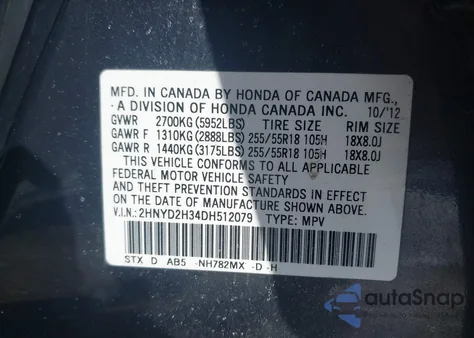 MFD. IN CANADA BY HONDA OF CANADA MFG.,
- A DIVISION OF HONDA CANADA INC. 10/'12
GVWR 2700KG (5952LBS) TIRE SIZE RIM SIZE
GAWR F 1310KG (2888LBS) 255/55R18 105H 18X8.0J
GAWR R 1440KG (3175LBS) 255/55R18 105H 18X8.0J
THIS VEHICLE CONFORMS TO ALL APPLICABLE
FEDERAL MOTOR VEHICLE SAFETY
AND THEFT PREVENTION STANDARDS IN EFFECT
ON THE DATE OF MANUFACTURE SHOWN ABOVE.
V.I.N.: 2HNYD2H34DH512079 TYPE: MPV
STX D AB5 -NH782MX -D -H
autoSnap